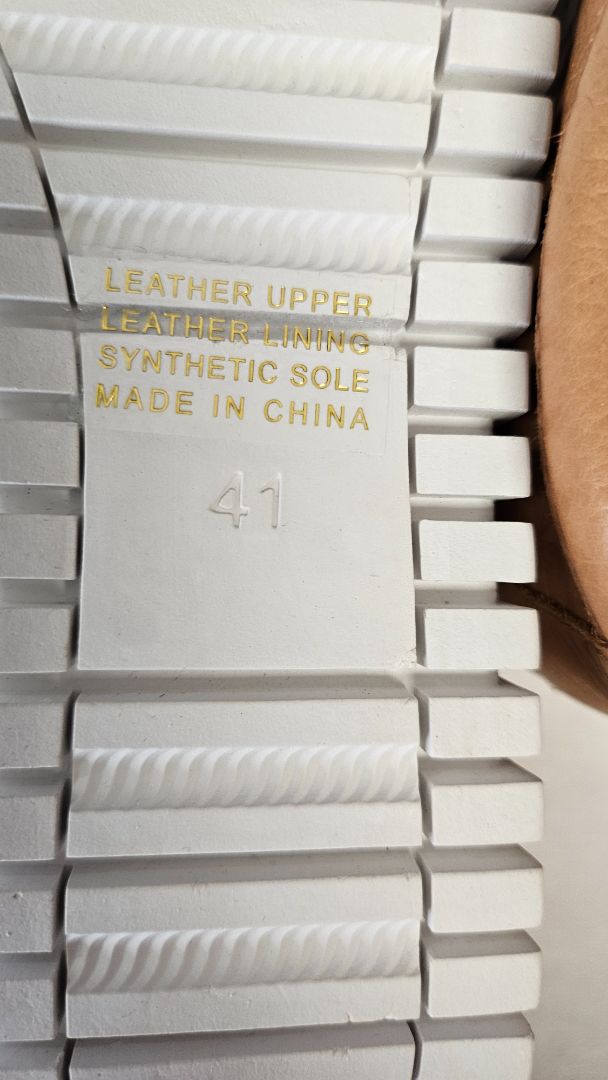 LEATHER UPPER
LEATHER LINING
SYNTHETIC SOLE
MADE IN CHINA
41